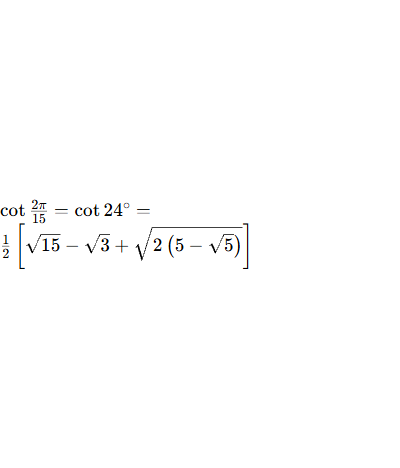 cot 2π/15 = cot 24° =
1/2 [√15 − √3 + √(2 (5 − √5))]